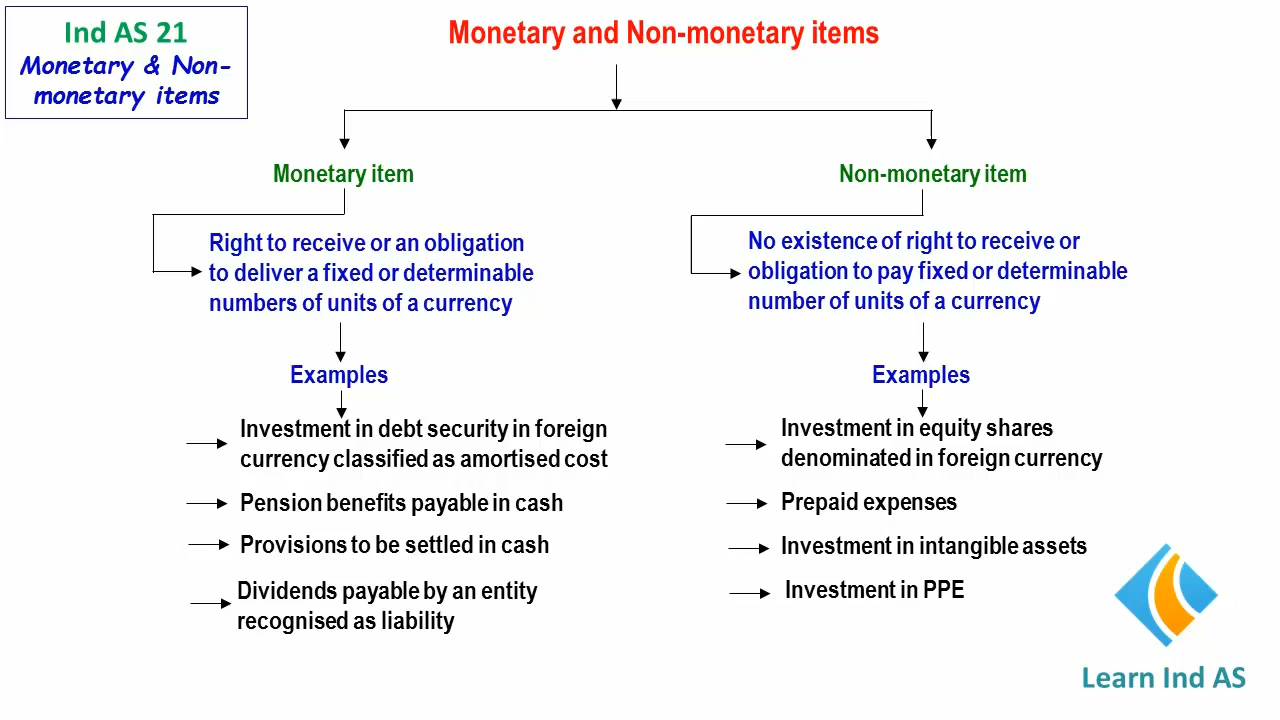 Ind AS 21
Monetary & Non-
monetary items
Monetary and Non-monetary items
Monetary item
Right to receive or an obligation
to deliver a fixed or determinable
numbers of units of a currency
Examples
Investment in debt security in foreign
currency classified as amortised cost
Pension benefits payable in cash
Provisions to be settled in cash
Dividends payable by an entity
recognised as liability
Non-monetary item
No existence of right to receive or
obligation to pay fixed or determinable
number of units of a currency
Examples
Investment in equity shares
denominated in foreign currency
Prepaid expenses
Investment in intangible assets
Investment in PPE
Learn Ind AS